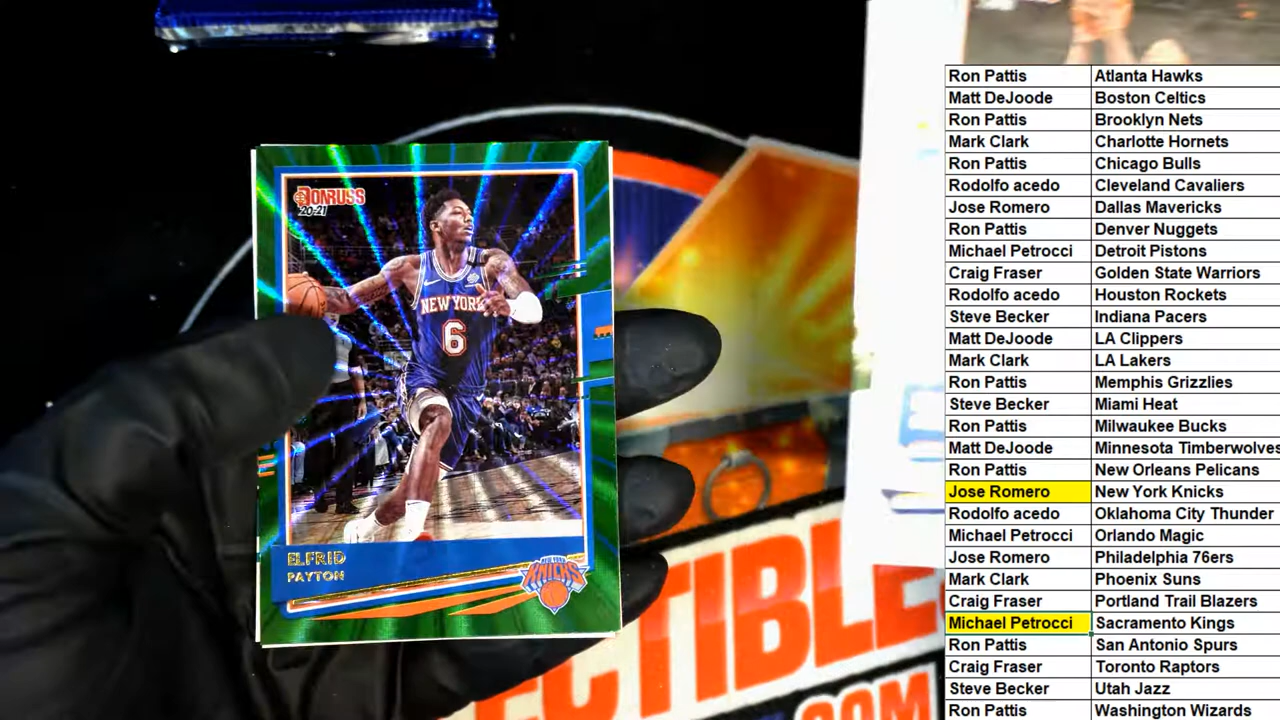 DONRUSS
20-21
NEW YORK
6
ELFRID
PAYTON
NEW YORK
KNICKS
ECTIBLE
.COM
Ron Pattis Atlanta Hawks
Matt DeJoode Boston Celtics
Ron Pattis Brooklyn Nets
Mark Clark Charlotte Hornets
Ron Pattis Chicago Bulls
Rodolfo acedo Cleveland Cavaliers
Jose Romero Dallas Mavericks
Ron Pattis Denver Nuggets
Michael Petrocci Detroit Pistons
Craig Fraser Golden State Warriors
Rodolfo acedo Houston Rockets
Steve Becker Indiana Pacers
Matt DeJoode LA Clippers
Mark Clark LA Lakers
Ron Pattis Memphis Grizzlies
Steve Becker Miami Heat
Ron Pattis Milwaukee Bucks
Matt DeJoode Minnesota Timberwolves
Ron Pattis New Orleans Pelicans
Jose Romero New York Knicks
Rodolfo acedo Oklahoma City Thunder
Michael Petrocci Orlando Magic
Jose Romero Philadelphia 76ers
Mark Clark Phoenix Suns
Craig Fraser Portland Trail Blazers
Michael Petrocci Sacramento Kings
Ron Pattis San Antonio Spurs
Craig Fraser Toronto Raptors
Steve Becker Utah Jazz
Ron Pattis Washington Wizards